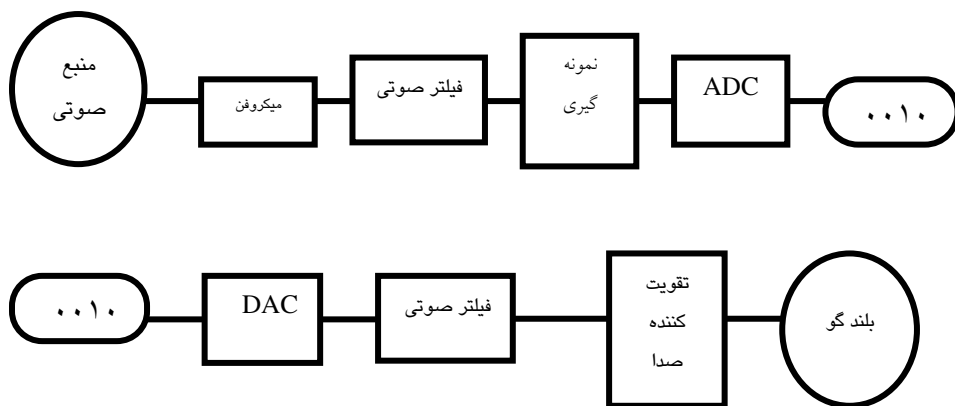 منبع
صوتی
میکروفن
فیلتر صوتی
نمونه
گیری
ADC
۰۰۱۰
۰۰۱۰
DAC
فیلتر صوتی
تقویت
کننده
صدا
بلند گو